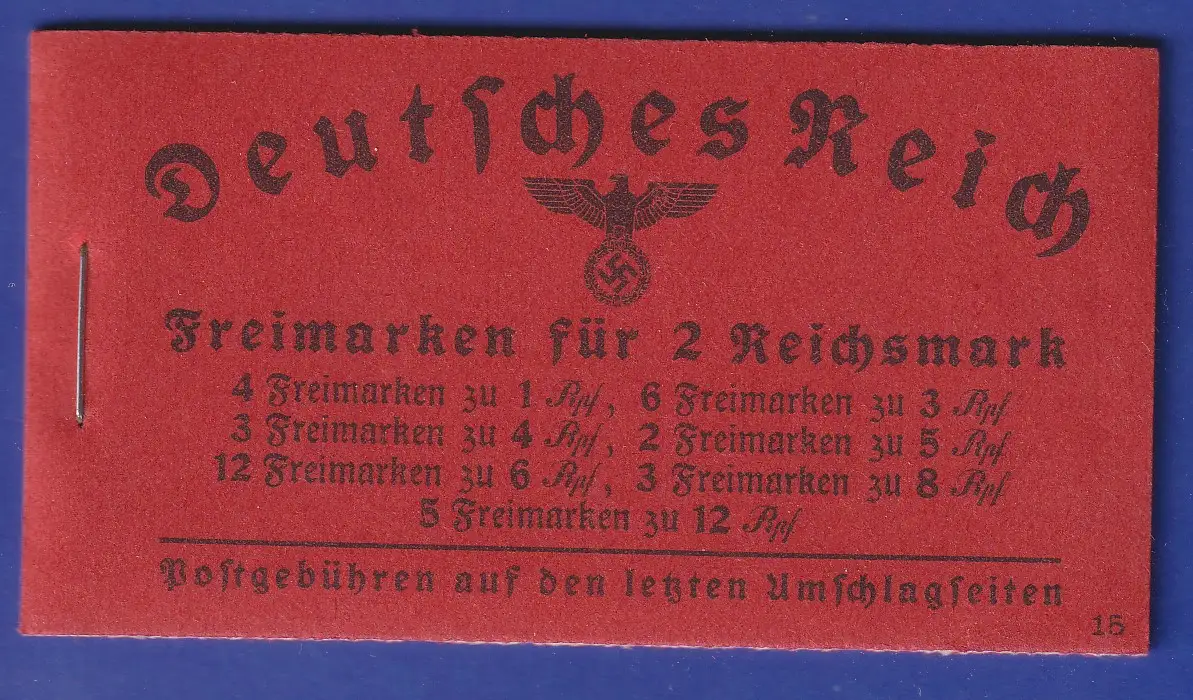 Deutsches Reich
Freimarken für 2 Reichsmark
4 Freimarken zu 1 Rpf, 6 Freimarken zu 3 Rpf
3 Freimarken zu 4 Rpf, 2 Freimarken zu 5 Rpf
12 Freimarken zu 6 Rpf, 3 Freimarken zu 8 Rpf
5 Freimarken zu 12 Rpf
Postgebühren auf den letzten Umschlagseiten
15